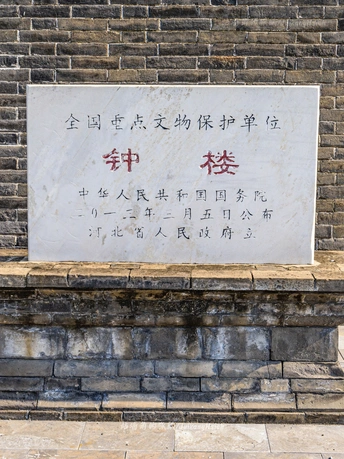 全国重点文物保护单位
钟 楼
中华人民共和国国务院
二〇一三年三月五日公布
河北省人民政府立